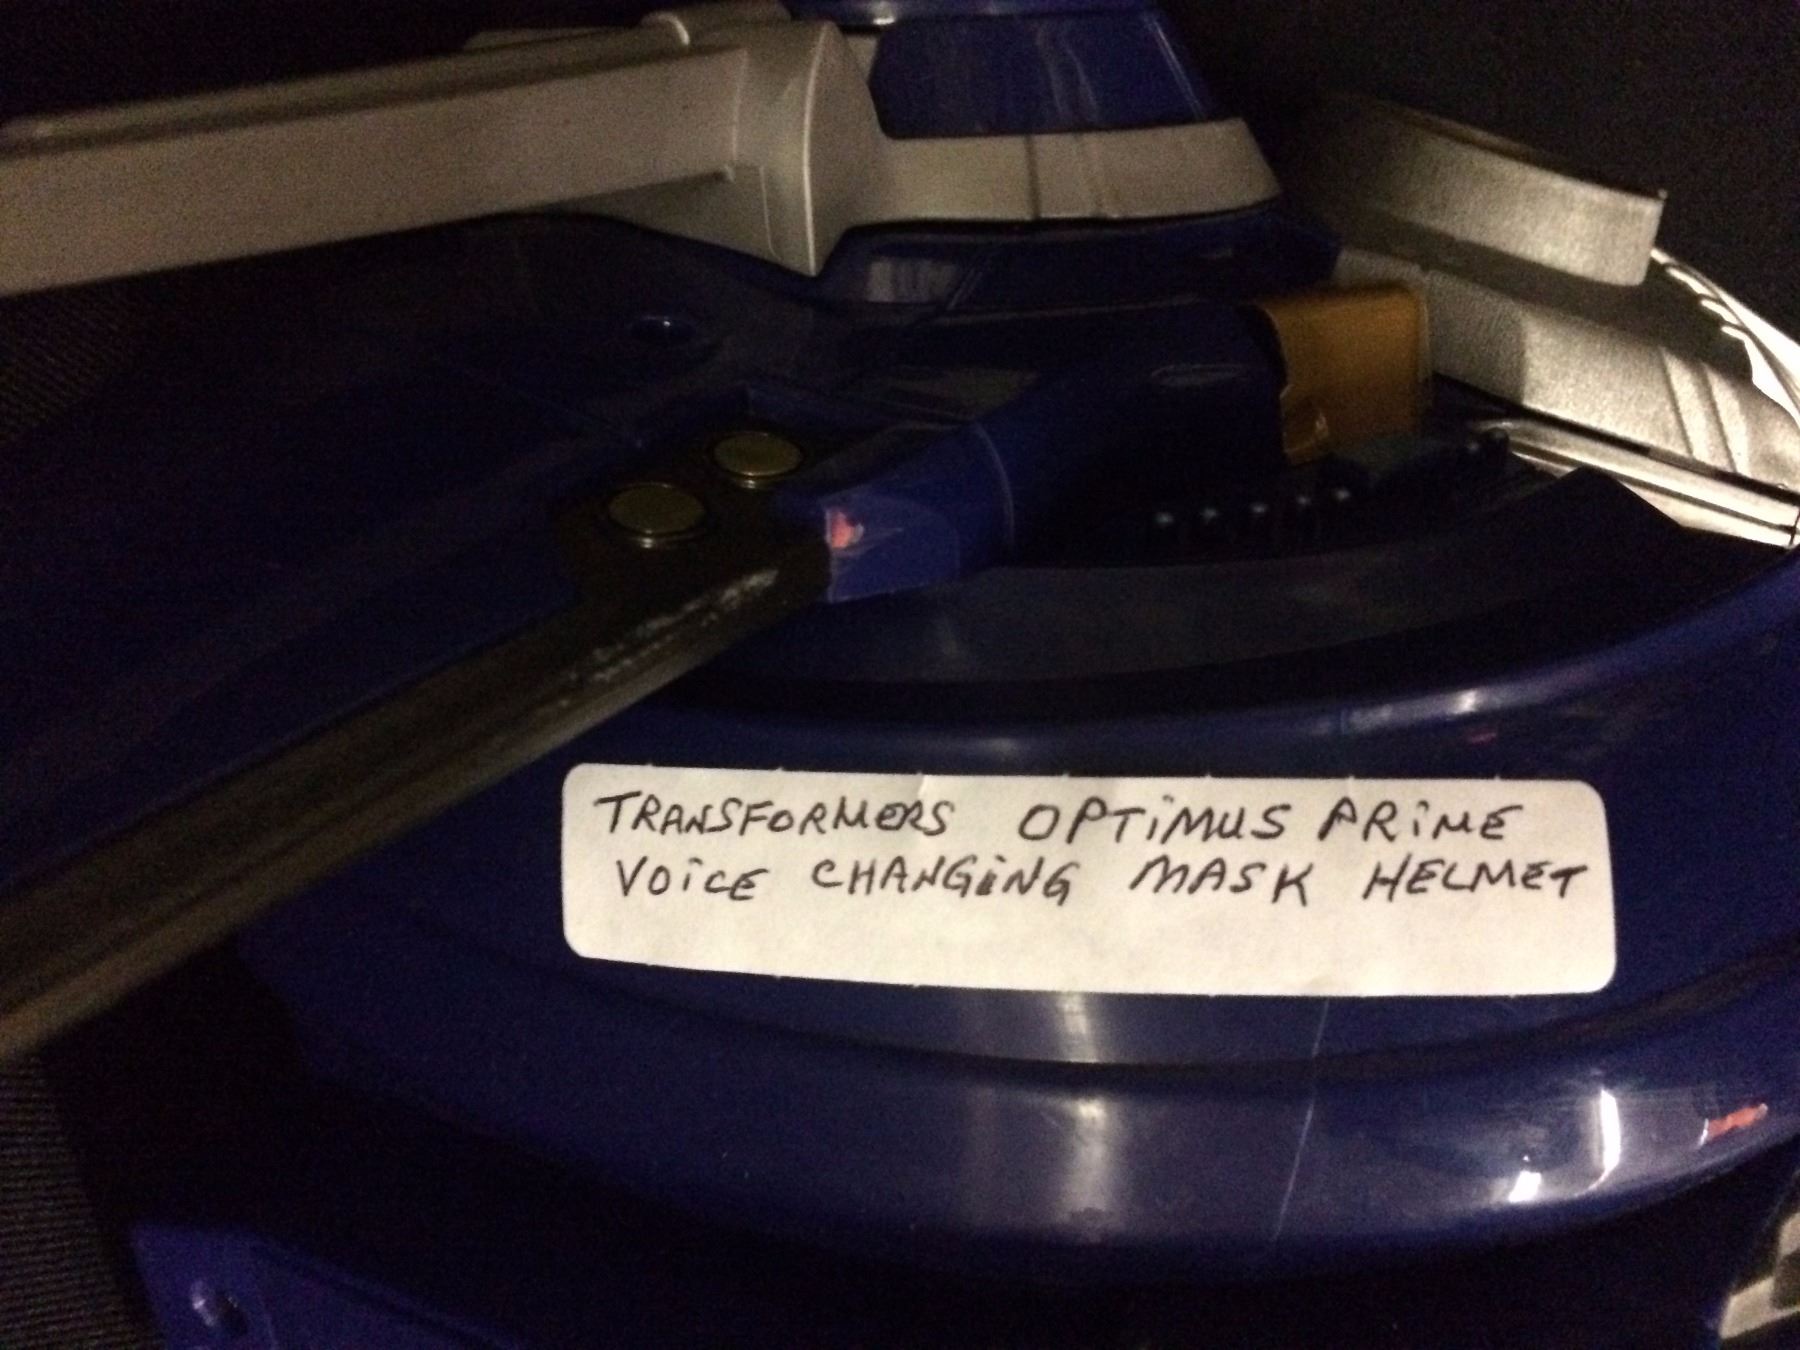 TRANSFORMERS OPTiMUS PRiME
VOiCE CHANGiNG MASK HELMET